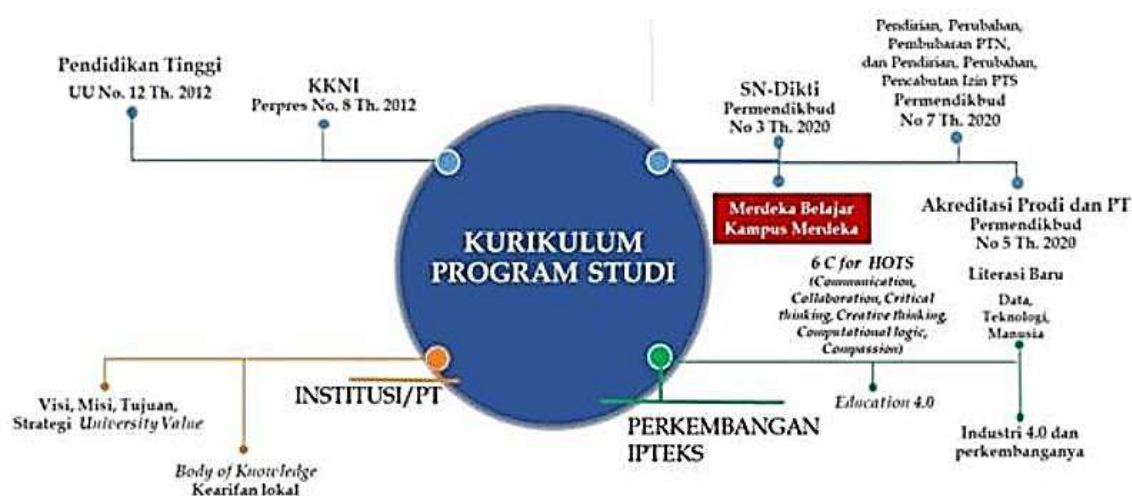 Pendidikan Tinggi
UU No. 12 Th. 2012
KKNI
Perpres No. 8 Th. 2012
SN-Dikti
Permendikbud
No 3 Th. 2020
Merdeka Belajar
Kampus Merdeka
Pendirian, Perubahan,
Pembubaran PTN,
dan Pendirian, Perubahan,
Pencabutan Izin PTS
Permendikbud
No 7 Th. 2020
Akreditasi Prodi dan PT
Permendikbud
No 5 Th. 2020
KURIKULUM
PROGRAM STUDI
6 C for HOTS
(Communication,
Collaboration, Critical
thinking, Creative thinking,
Computational logic,
Compassion)
Literasi Baru
Data,
Teknologi,
Manusia
INSTITUSI/PT
Visi, Misi, Tujuan,
Strategi University Value
Body of Knowledge
Kearifan lokal
PERKEMBANGAN
IPTEKS
Education 4.0
Industri 4.0 dan
perkembanganya